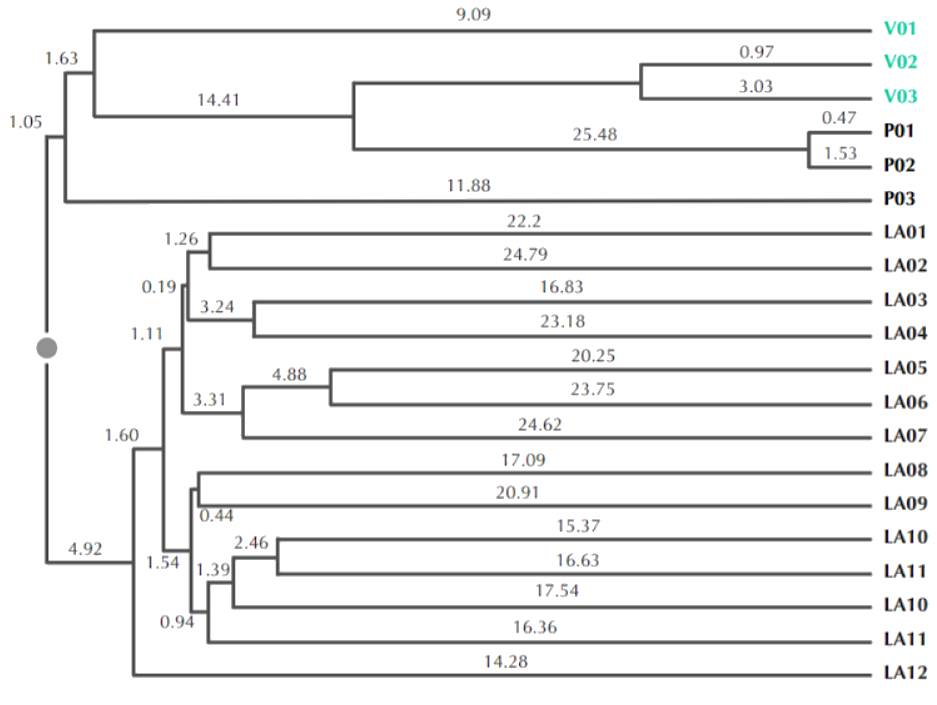 9.09
V01
1.63
0.97
V02
14.41
3.03
V03
1.05
0.47
P01
25.48
1.53
P02
11.88
P03
22.2
LA01
1.26
24.79
LA02
0.19
16.83
LA03
3.24
23.18
LA04
1.11
20.25
LA05
4.88
23.75
LA06
3.31
24.62
LA07
1.60
17.09
LA08
20.91
LA09
0.44
15.37
LA10
2.46
4.92
16.63
LA11
1.54
1.39
17.54
LA10
0.94
16.36
LA11
14.28
LA12